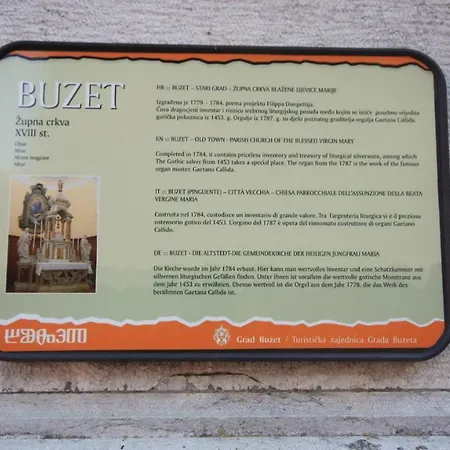 BUZET
Župna crkva
XVIII st.
Oltar
Altar
Altare maggiore
Altar
HR :: BUZET – STARI GRAD – ŽUPNA CRKVA BLAŽENE DJEVICE MARIJE
Izgrađena je 1779. - 1784. prema projektu Filippa Dongettija.
Čuva dragocjeni inventar i riznicu srebrnog liturgijskog posuđa među kojim se ističe posebno vrijedna
gotička pokaznica iz 1453. g. Orgulje iz 1787. g. su djelo poznatog graditelja orgulja Gaetana Callida.
EN :: BUZET – OLD TOWN - PARISH CHURCH OF THE BLESSED VIRGIN MARY
Completed in 1784, it contains priceless inventory and treasury of liturgical silverware, among which
The Gothic salver from 1453 takes a special place. The organ from the 1787 is the work of the famous
organ master, Gaetano Callida.
IT :: BUZET (PINGUENTE) – CITTÀ VECCHIA – CHIESA PARROCCHIALE DELL'ASSUNZIONE DELLA BEATA
VERGINE MARIA
Costruita nel 1784, custodisce un inventario di grande valore. Tra l'argenteria liturgica vi è il prezioso
ostensorio gotico del 1453. L'organo del 1787 è opera del rinomato custruttore di organi Gaetano
Callido.
DE :: BUZET - DIE ALTSTEDT-DIE GEMEINDEKIRCHE DER HEILIGEN JUNGFRAU MARIA
Die Kirche wurde im Jahr 1784 erbaut. Hier kann man wertvolles Inventar und eine Schatzkammer mit
silbernen liturgischen Gefäßen finden. Unter ihnen ist vorallem die wertvolle gotische Monstranz aus
dem Jahr 1453 zu erwähnen. Ebenso wertvoll ist die Orgel aus dem Jahr 1778, die das Werk des
berühmten Gaetana Callida ist.
Grad Buzet / Turistička zajednica Grada Buzeta